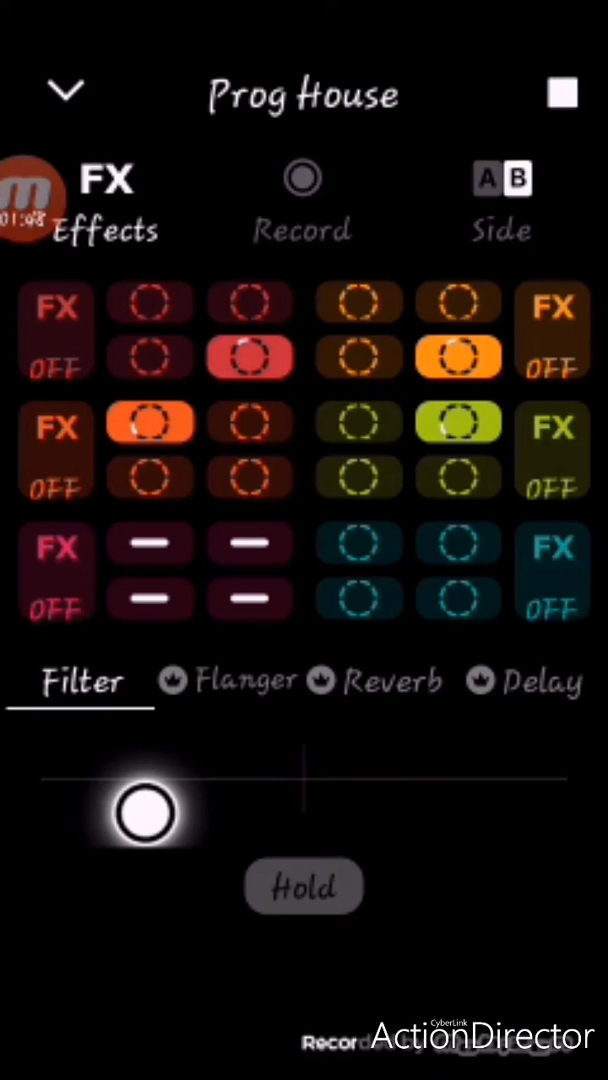 Prog House
FX
A B
01:48
Effects
Record
Side
FX
FX
OFF
OFF
FX
FX
OFF
OFF
FX
FX
OFF
OFF
Filter
Flanger
Reverb
Delay
Hold
CyberLink
ActionDirector